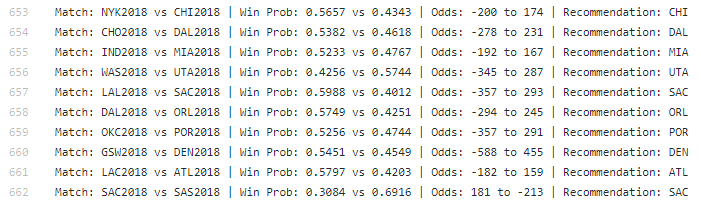 653 Match: NYK2018 vs CHI2018 | Win Prob: 0.5657 vs 0.4343 | Odds: -200 to 174 | Recommendation: CHI
654 Match: CHO2018 vs DAL2018 | Win Prob: 0.5382 vs 0.4618 | Odds: -278 to 231 | Recommendation: DAL
655 Match: IND2018 vs MIA2018 | Win Prob: 0.5233 vs 0.4767 | Odds: -192 to 167 | Recommendation: MIA
656 Match: WAS2018 vs UTA2018 | Win Prob: 0.4256 vs 0.5744 | Odds: -345 to 287 | Recommendation: UTA
657 Match: LAL2018 vs SAC2018 | Win Prob: 0.5988 vs 0.4012 | Odds: -357 to 293 | Recommendation: SAC
658 Match: DAL2018 vs ORL2018 | Win Prob: 0.5749 vs 0.4251 | Odds: -294 to 245 | Recommendation: ORL
659 Match: OKC2018 vs POR2018 | Win Prob: 0.5256 vs 0.4744 | Odds: -357 to 291 | Recommendation: POR
660 Match: GSW2018 vs DEN2018 | Win Prob: 0.5451 vs 0.4549 | Odds: -588 to 455 | Recommendation: DEN
661 Match: LAC2018 vs ATL2018 | Win Prob: 0.5797 vs 0.4203 | Odds: -182 to 159 | Recommendation: ATL
662 Match: SAC2018 vs SAS2018 | Win Prob: 0.3084 vs 0.6916 | Odds: 181 to -213 | Recommendation: SAC